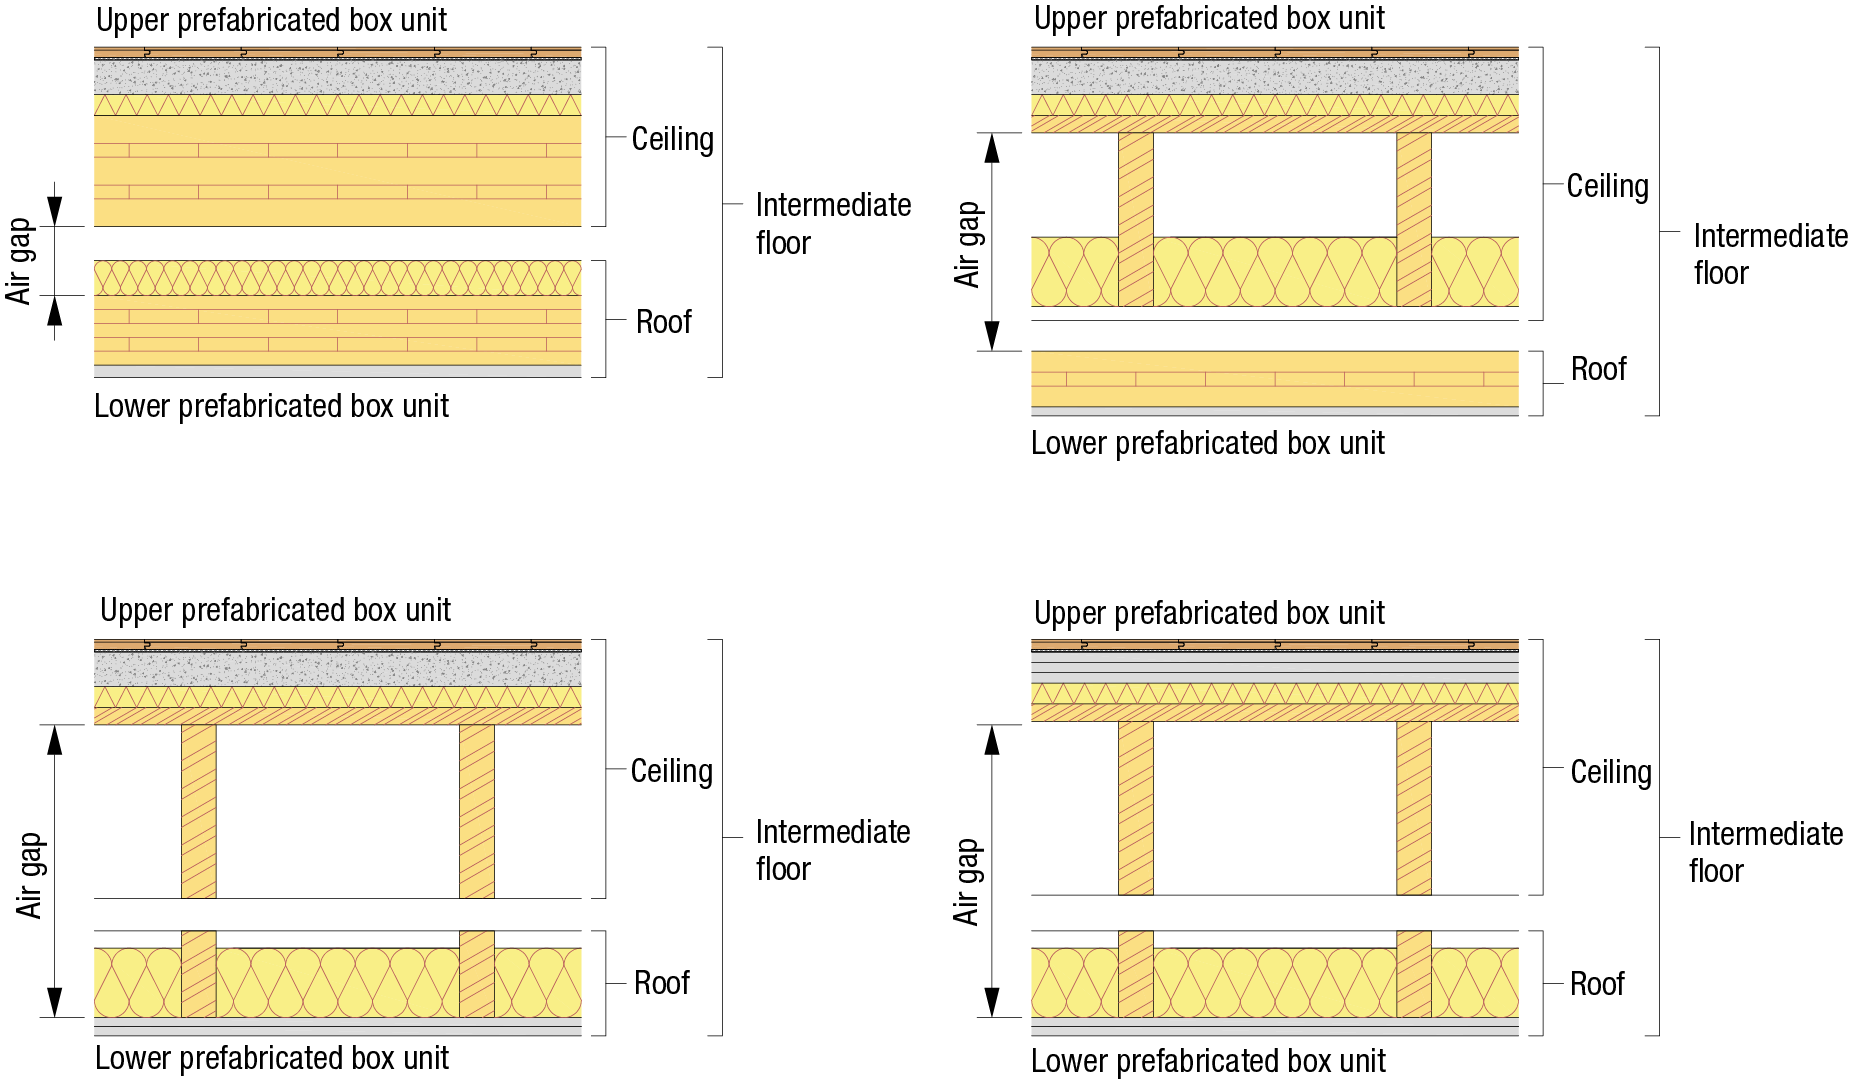 Upper prefabricated box unit
Ceiling
Intermediate
floor
Air gap
Roof
Lower prefabricated box unit
Upper prefabricated box unit
Ceiling
Intermediate
floor
Air gap
Roof
Lower prefabricated box unit
Upper prefabricated box unit
Ceiling
Intermediate
floor
Air gap
Roof
Lower prefabricated box unit
Upper prefabricated box unit
Ceiling
Intermediate
floor
Air gap
Roof
Lower prefabricated box unit